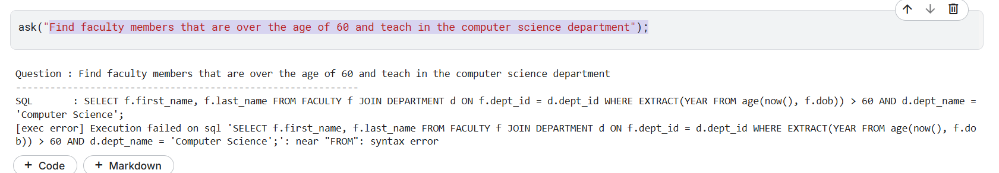 ask("Find faculty members that are over the age of 60 and teach in the computer science department");
Question : Find faculty members that are over the age of 60 and teach in the computer science department
------------------------------------------------------------
SQL       : SELECT f.first_name, f.last_name FROM FACULTY f JOIN DEPARTMENT d ON f.dept_id = d.dept_id WHERE EXTRACT(YEAR FROM age(now(), f.dob)) > 60 AND d.dept_name =
'Computer Science';
[exec error] Execution failed on sql 'SELECT f.first_name, f.last_name FROM FACULTY f JOIN DEPARTMENT d ON f.dept_id = d.dept_id WHERE EXTRACT(YEAR FROM age(now(), f.do
b)) > 60 AND d.dept_name = 'Computer Science';': near "FROM": syntax error
+ Code + Markdown